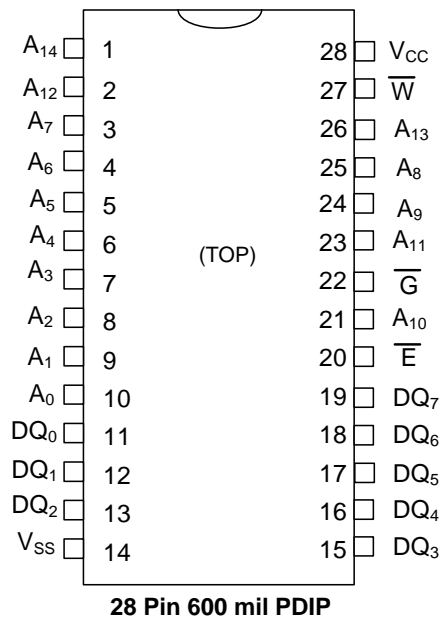 A₁₄ 1 28 V_CC
A₁₂ 2 27 W̅
A₇ 3 26 A₁₃
A₆ 4 25 A₈
A₅ 5 24 A₉
A₄ 6 23 A₁₁
(TOP)
A₃ 7 22 G̅
A₂ 8 21 A₁₀
A₁ 9 20 E̅
A₀ 10 19 DQ₇
DQ₀ 11 18 DQ₆
DQ₁ 12 17 DQ₅
DQ₂ 13 16 DQ₄
V_SS 14 15 DQ₃
28 Pin 600 mil PDIP